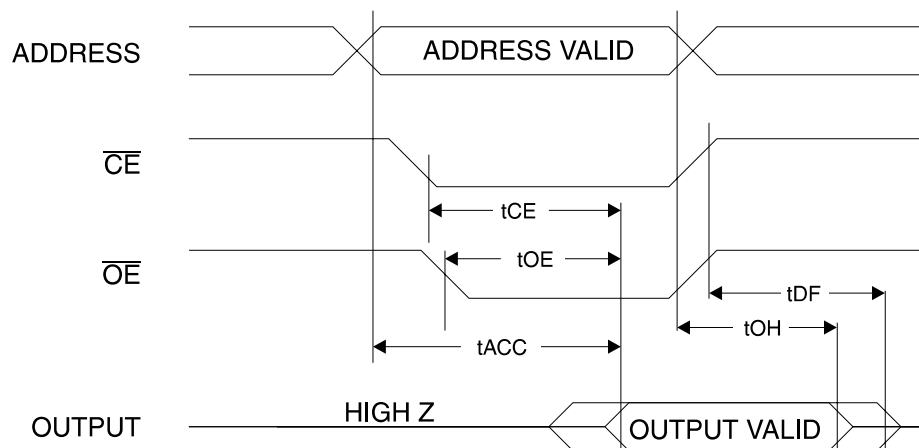 ADDRESS
ADDRESS VALID
CE
tCE
OE
tOE
tDF
tOH
tACC
HIGH Z
OUTPUT
OUTPUT VALID